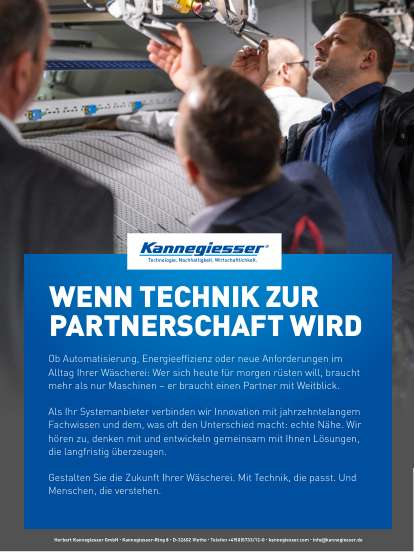 Kannegiesser®
Technologie. Nachhaltigkeit. Wirtschaftlichkeit.
WENN TECHNIK ZUR
PARTNERSCHAFT WIRD
Ob Automatisierung, Energieeffizienz oder neue Anforderungen im
Alltag Ihrer Wäscherei: Wer sich heute für morgen rüsten will, braucht
mehr als nur Maschinen – er braucht einen Partner mit Weitblick.
Als Ihr Systemanbieter verbinden wir Innovation mit jahrzehntelangem
Fachwissen und dem, was oft den Unterschied macht: echte Nähe. Wir
hören zu, denken mit und entwickeln gemeinsam mit Ihnen Lösungen,
die langfristig überzeugen.
Gestalten Sie die Zukunft Ihrer Wäscherei. Mit Technik, die passt. Und
Menschen, die verstehen.
Herbert Kannegiesser GmbH • Kannegiesser-Ring 8 • D-32602 Vlotho • Telefon +49(0)5733/12-0 • kannegiesser.com • info@kannegiesser.de